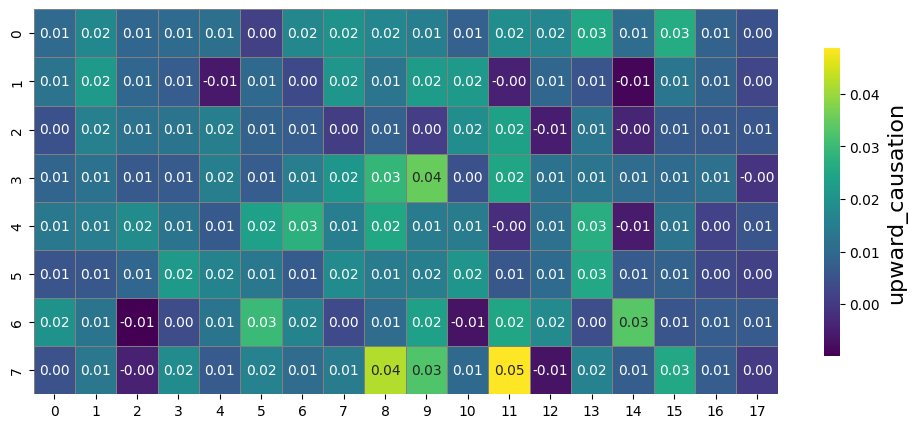 0 0.01 0.02 0.01 0.01 0.01 0.00 0.02 0.02 0.02 0.01 0.01 0.02 0.02 0.03 0.01 0.03 0.01 0.00
1 0.01 0.02 0.01 0.01 -0.01 0.01 0.00 0.02 0.01 0.02 0.02 -0.00 0.01 0.01 -0.01 0.01 0.01 0.00
2 0.00 0.02 0.01 0.01 0.02 0.01 0.01 0.00 0.01 0.00 0.02 0.02 -0.01 0.01 -0.00 0.01 0.01 0.01
3 0.01 0.01 0.01 0.01 0.02 0.01 0.01 0.02 0.03 0.04 0.00 0.02 0.01 0.01 0.01 0.01 0.01 -0.00
4 0.01 0.01 0.02 0.01 0.01 0.02 0.03 0.01 0.02 0.01 0.01 -0.00 0.01 0.03 -0.01 0.01 0.00 0.01
5 0.01 0.01 0.01 0.02 0.02 0.01 0.01 0.02 0.01 0.01 0.02 0.01 0.01 0.03 0.01 0.01 0.00 0.00
6 0.02 0.01 -0.01 0.00 0.01 0.03 0.02 0.00 0.01 0.02 -0.01 0.02 0.02 0.00 0.03 0.01 0.01 0.01
7 0.00 0.01 -0.00 0.02 0.01 0.02 0.01 0.01 0.04 0.03 0.01 0.05 -0.01 0.02 0.01 0.03 0.01 0.00
0 1 2 3 4 5 6 7 8 9 10 11 12 13 14 15 16 17
0.04
0.03
0.02
0.01
0.00
upward_causation